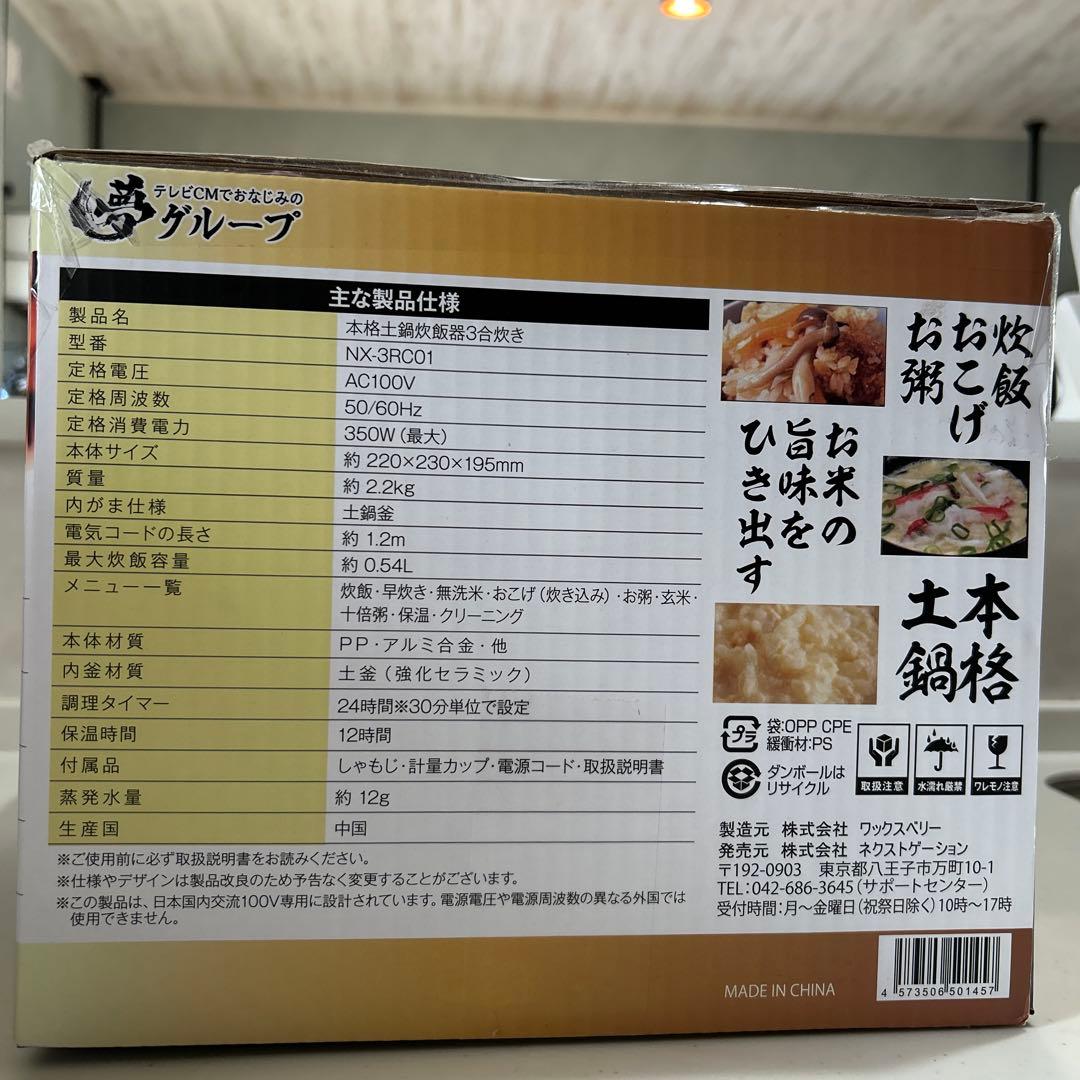 夢 テレビCMでおなじみの
グループ
主な製品仕様
製品名 本格土鍋炊飯器3合炊き
型番 NX-3RC01
定格電圧 AC100V
定格周波数 50/60Hz
定格消費電力 350W（最大）
本体サイズ 約 220×230×195mm
質量 約 2.2kg
内がま仕様 土鍋釜
電気コードの長さ 約 1.2m
最大炊飯容量 約 0.54L
メニュー一覧 炊飯・早炊き・無洗米・おこげ（炊き込み）・お粥・玄米・
十倍粥・保温・クリーニング
本体材質 PP・アルミ合金・他
内釜材質 土釜（強化セラミック）
調理タイマー 24時間※30分単位で設定
保温時間 12時間
付属品 しゃもじ・計量カップ・電源コード・取扱説明書
蒸発水量 約 12g
生産国 中国
※ご使用前に必ず取扱説明書をお読みください。
※仕様やデザインは製品改良のため予告なく変更することがございます。
※この製品は、日本国内交流100V専用に設計されています。電源電圧や電源周波数の異なる外国では
使用できません。
炊飯
おこげ
お粥
お米の
旨味を
ひき出す
本格
土鍋
プラ
袋:OPP CPE
緩衝材:PS
ダンボールは
リサイクル
取扱注意
水濡れ厳禁
ワレモノ注意
製造元 株式会社 ワックスベリー
発売元 株式会社 ネクストゲーション
〒192-0903 東京都八王子市万町10-1
TEL:042-686-3645（サポートセンター）
受付時間:月〜金曜日（祝祭日除く）10時〜17時
MADE IN CHINA
4 573506 501457